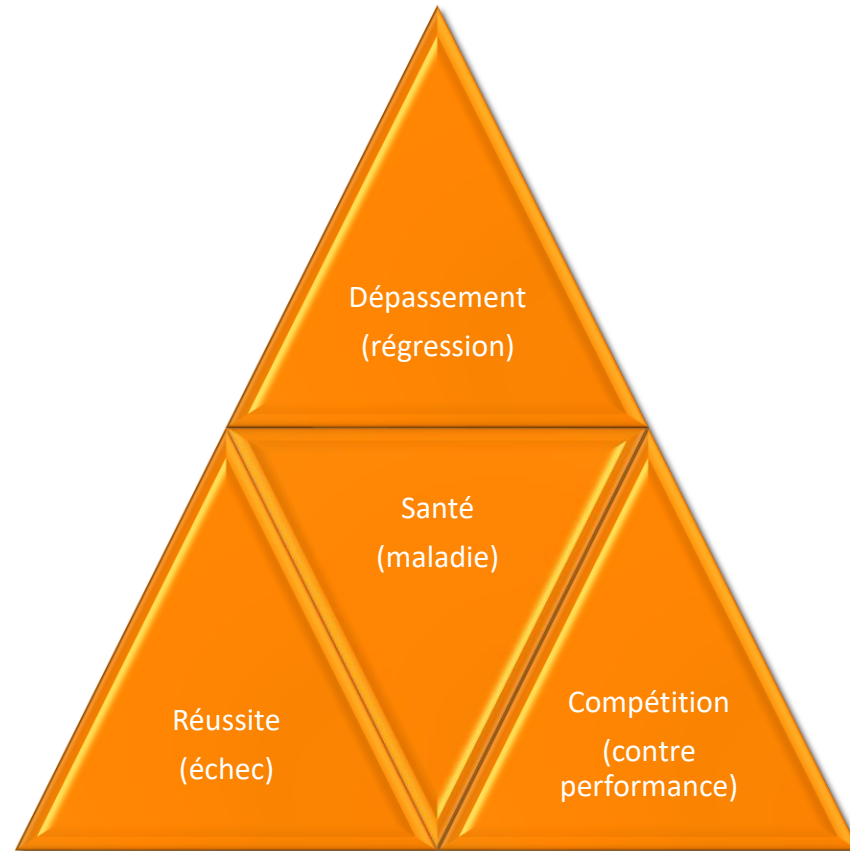 Dépassement
(régression)
Santé
(maladie)
Réussite
(échec)
Compétition
(contre
performance)